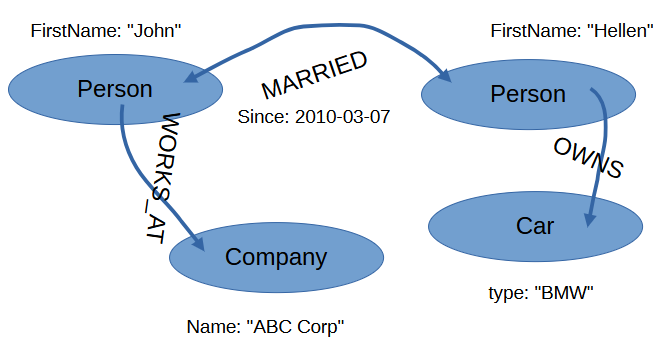 FirstName: "John"
FirstName: "Hellen"
Person
MARRIED
Person
Since: 2010-03-07
WORKS_AT
OWNS
Company
Car
type: "BMW"
Name: "ABC Corp"